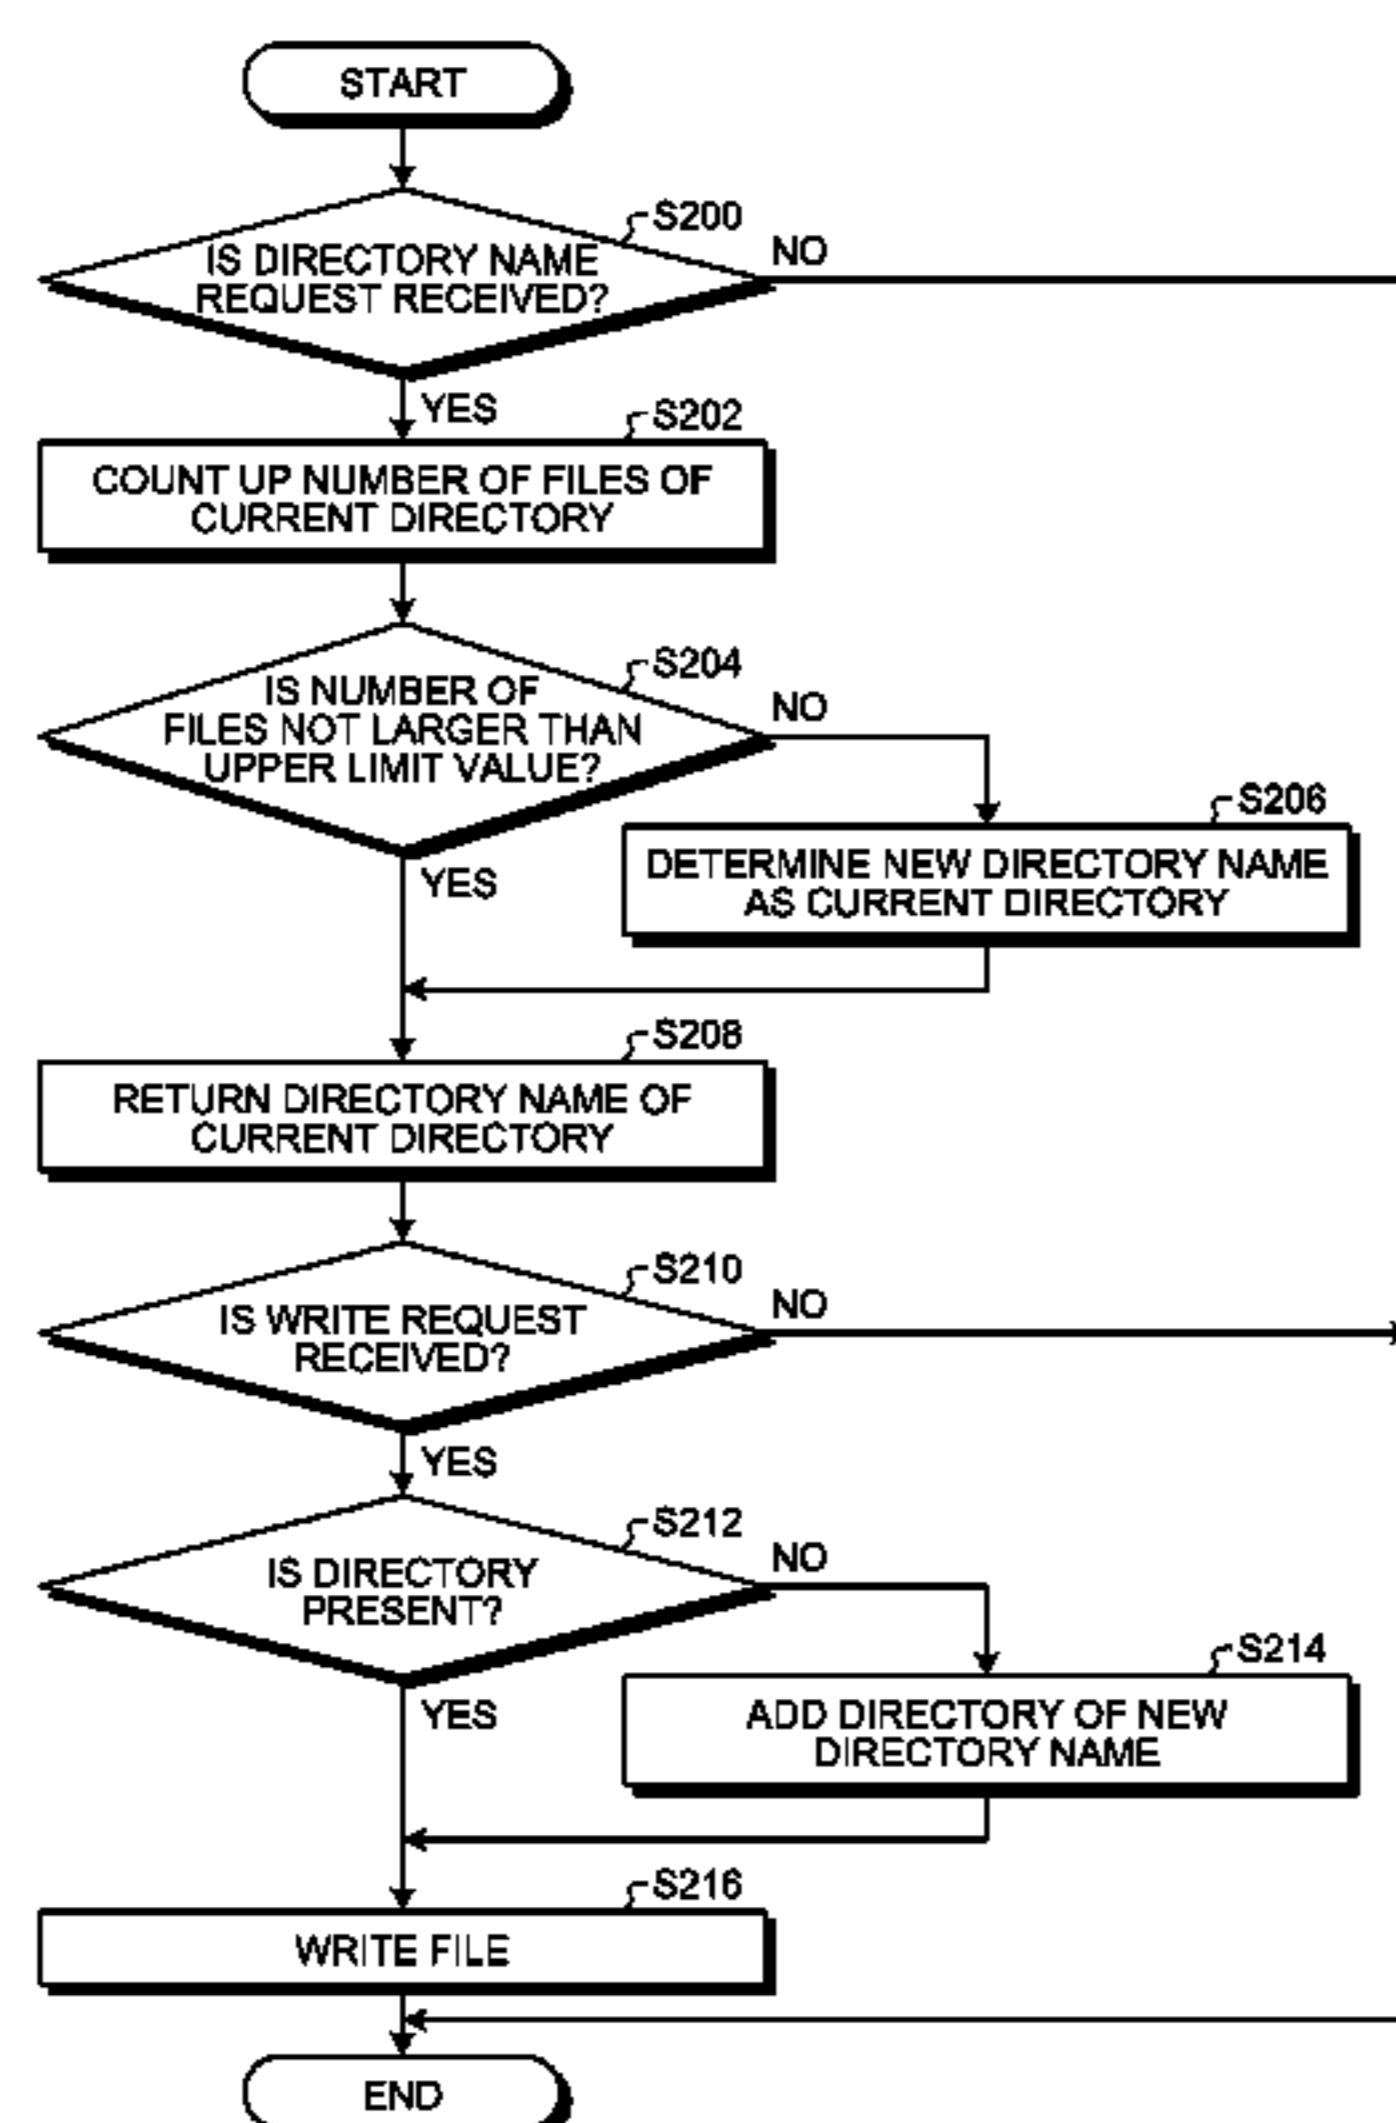 START
S200
IS DIRECTORY NAME
REQUEST RECEIVED?
NO
YES
S202
COUNT UP NUMBER OF FILES OF
CURRENT DIRECTORY
S204
IS NUMBER OF
FILES NOT LARGER THAN
UPPER LIMIT VALUE?
NO
YES
S206
DETERMINE NEW DIRECTORY NAME
AS CURRENT DIRECTORY
S208
RETURN DIRECTORY NAME OF
CURRENT DIRECTORY
S210
IS WRITE REQUEST
RECEIVED?
NO
YES
S212
IS DIRECTORY
PRESENT?
NO
YES
S214
ADD DIRECTORY OF NEW
DIRECTORY NAME
S216
WRITE FILE
END